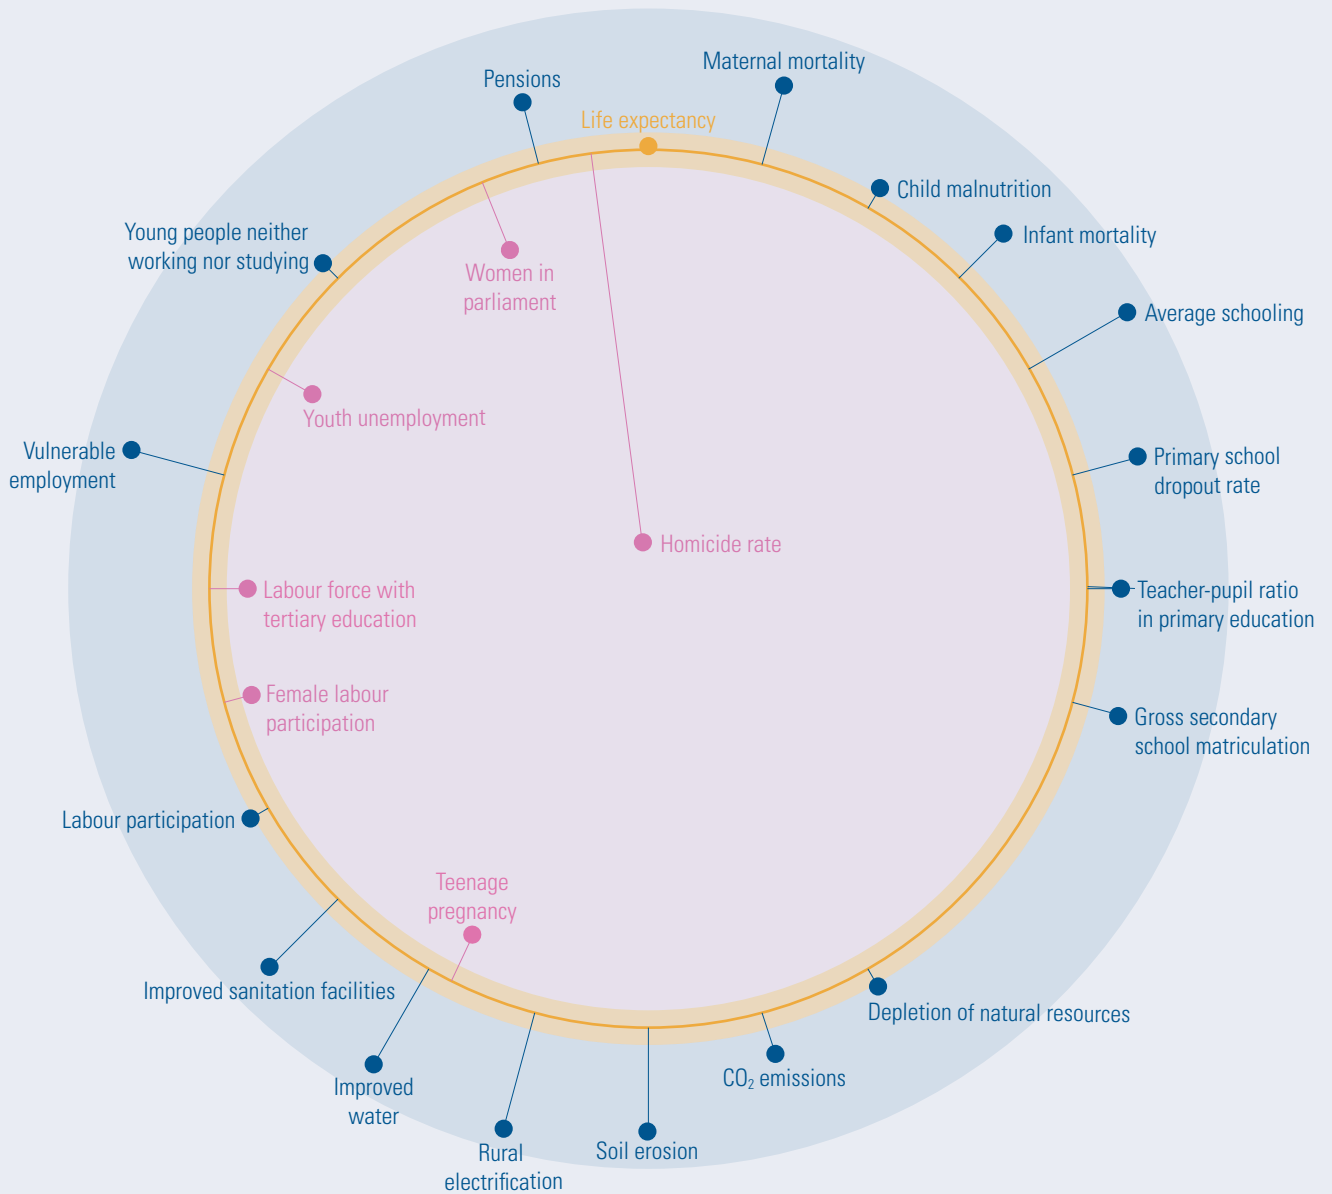 Maternal mortality
Pensions
Life expectancy
Child malnutrition
Young people neither
working nor studying
Infant mortality
Women in
parliament
Average schooling
Youth unemployment
Vulnerable
employment
Primary school
dropout rate
Homicide rate
Labour force with
tertiary education
Teacher-pupil ratio
in primary education
Female labour
participation
Gross secondary
school matriculation
Labour participation
Teenage
pregnancy
Improved sanitation facilities
Depletion of natural resources
CO₂ emissions
Improved
water
Soil erosion
Rural
electrification